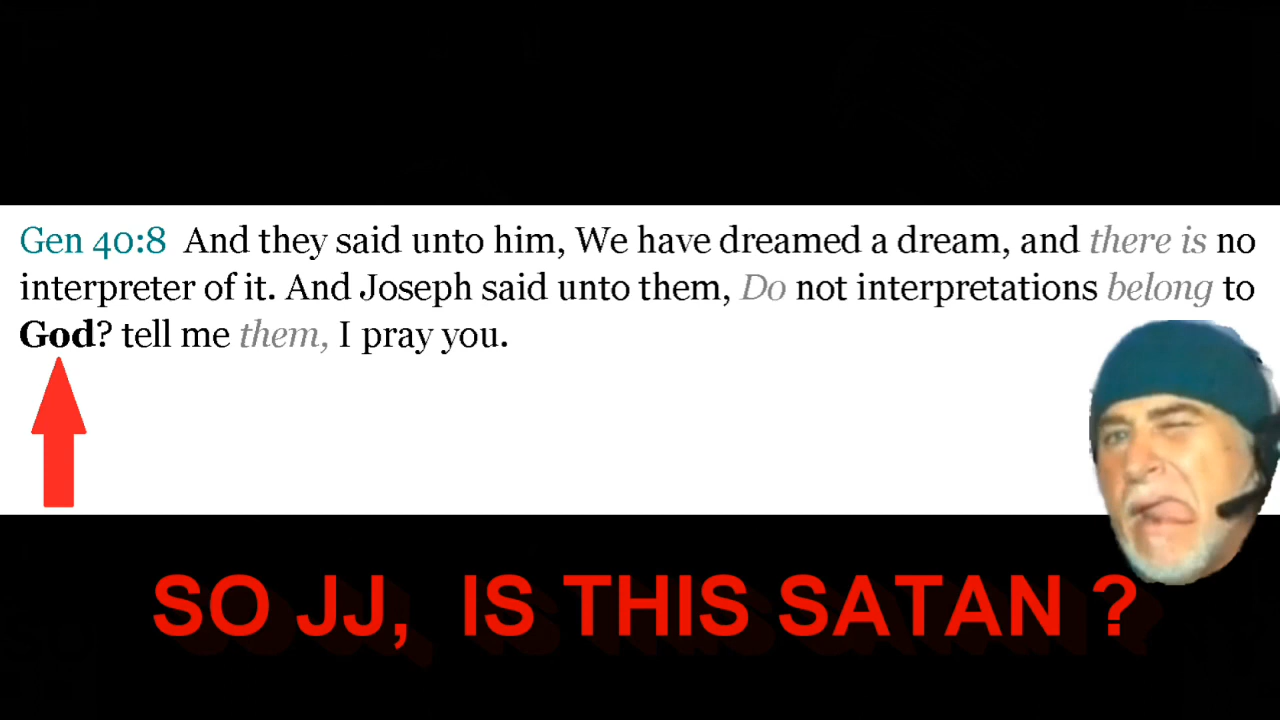 Gen 40:8 And they said unto him, We have dreamed a dream, and there is no
interpreter of it. And Joseph said unto them, Do not interpretations belong to
God? tell me them, I pray you.
SO JJ, IS THIS SATAN ?